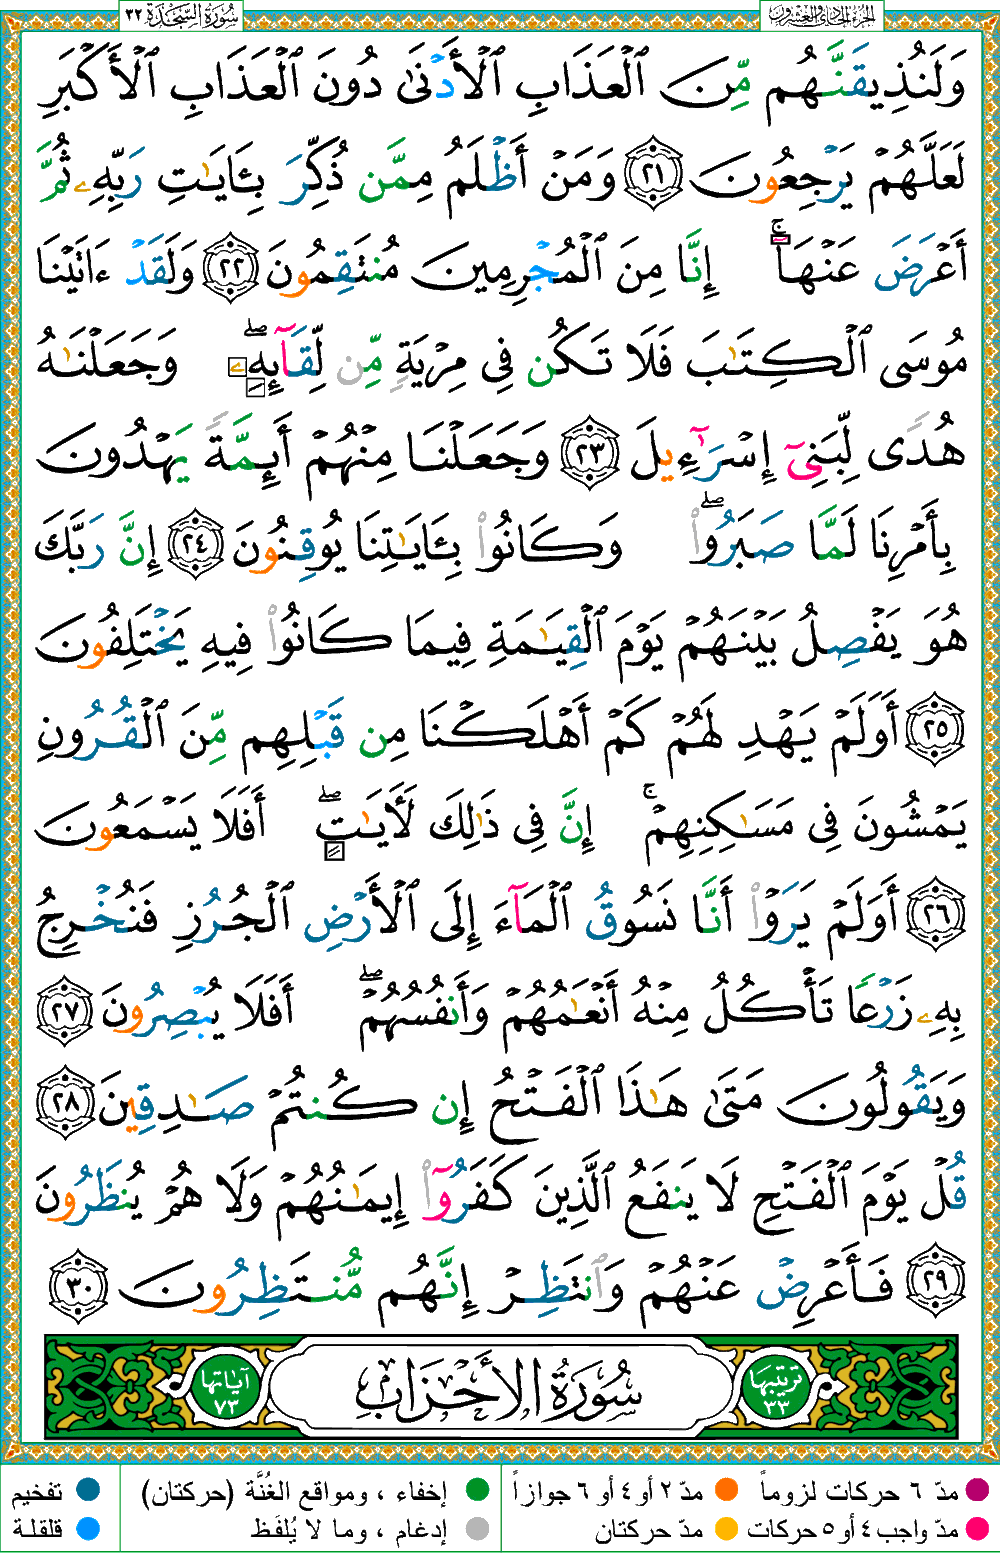 الجزء الحادي والعشرون
سُورَةُ السَّجْدَةِ ٣٢
وَلَنُذِيقَنَّهُم مِّنَ ٱلْعَذَابِ ٱلْأَدْنَىٰ دُونَ ٱلْعَذَابِ ٱلْأَكْبَرِ
لَعَلَّهُمْ يَرْجِعُونَ ٢١ وَمَنْ أَظْلَمُ مِمَّن ذُكِّرَ بِـَٔايَـٰتِ رَبِّهِۦ ثُمَّ
أَعْرَضَ عَنْهَآ ۚ إِنَّا مِنَ ٱلْمُجْرِمِينَ مُنتَقِمُونَ ٢٢ وَلَقَدْ ءَاتَيْنَا
مُوسَى ٱلْكِتَـٰبَ فَلَا تَكُن فِى مِرْيَةٍ مِّن لِّقَآئِهِۦ ۖ وَجَعَلْنَـٰهُ
هُدًى لِّبَنِىٓ إِسْرَٰٓءِيلَ ٢٣ وَجَعَلْنَا مِنْهُمْ أَئِمَّةً يَهْدُونَ
بِأَمْرِنَا لَمَّا صَبَرُوا۟ ۖ وَكَانُوا۟ بِـَٔايَـٰتِنَا يُوقِنُونَ ٢٤ إِنَّ رَبَّكَ
هُوَ يَفْصِلُ بَيْنَهُمْ يَوْمَ ٱلْقِيَـٰمَةِ فِيمَا كَانُوا۟ فِيهِ يَخْتَلِفُونَ
٢٥ أَوَلَمْ يَهْدِ لَهُمْ كَمْ أَهْلَكْنَا مِن قَبْلِهِم مِّنَ ٱلْقُرُونِ
يَمْشُونَ فِى مَسَـٰكِنِهِمْ ۚ إِنَّ فِى ذَٰلِكَ لَـَٔايَـٰتٍ ۖ أَفَلَا يَسْمَعُونَ
٢٦ أَوَلَمْ يَرَوْا۟ أَنَّا نَسُوقُ ٱلْمَآءَ إِلَى ٱلْأَرْضِ ٱلْجُرُزِ فَنُخْرِجُ
بِهِۦ زَرْعًا تَأْكُلُ مِنْهُ أَنْعَـٰمُهُمْ وَأَنفُسُهُمْ ۖ أَفَلَا يُبْصِرُونَ ٢٧
وَيَقُولُونَ مَتَىٰ هَـٰذَا ٱلْفَتْحُ إِن كُنتُمْ صَـٰدِقِينَ ٢٨
قُلْ يَوْمَ ٱلْفَتْحِ لَا يَنفَعُ ٱلَّذِينَ كَفَرُوٓا۟ إِيمَـٰنُهُمْ وَلَا هُمْ يُنظَرُونَ
٢٩ فَأَعْرِضْ عَنْهُمْ وَٱنتَظِرْ إِنَّهُم مُّنتَظِرُونَ ٣٠
ترتيبها ٣٣
سُورَةُ الأَحْزَابِ
آيَاتها ٧٣
مدّ ٦ حركات لزوماً
مدّ ٢ أو ٤ أو ٦ جوازاً
إخفاء ، ومواقع الغُنَّة (حركتان)
تفخيم
مدّ واجب ٤ أو ٥ حركات
مدّ حركتان
إدغام ، وما لا يُلفَظ
قلقلة